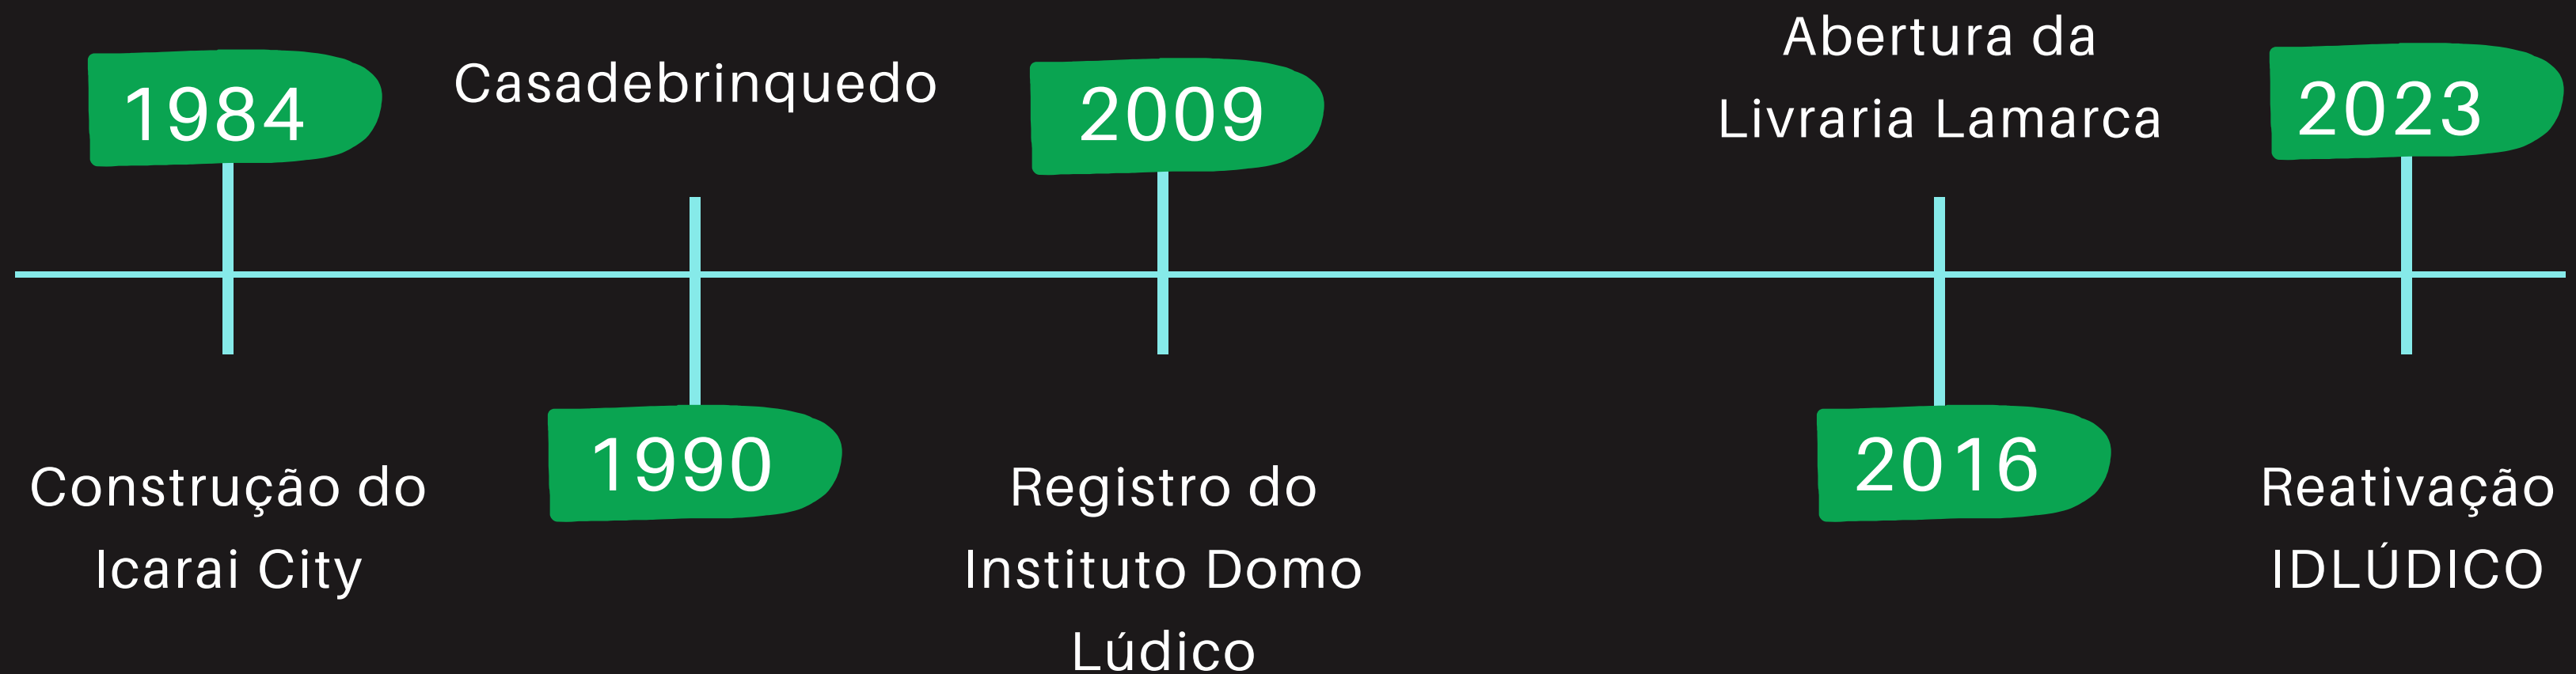 1984
Construção do
Icarai City
Casadebrinquedo
1990
2009
Registro do
Instituto Domo
Lúdico
Abertura da
Livraria Lamarca
2016
2023
Reativação
IDLÚDICO